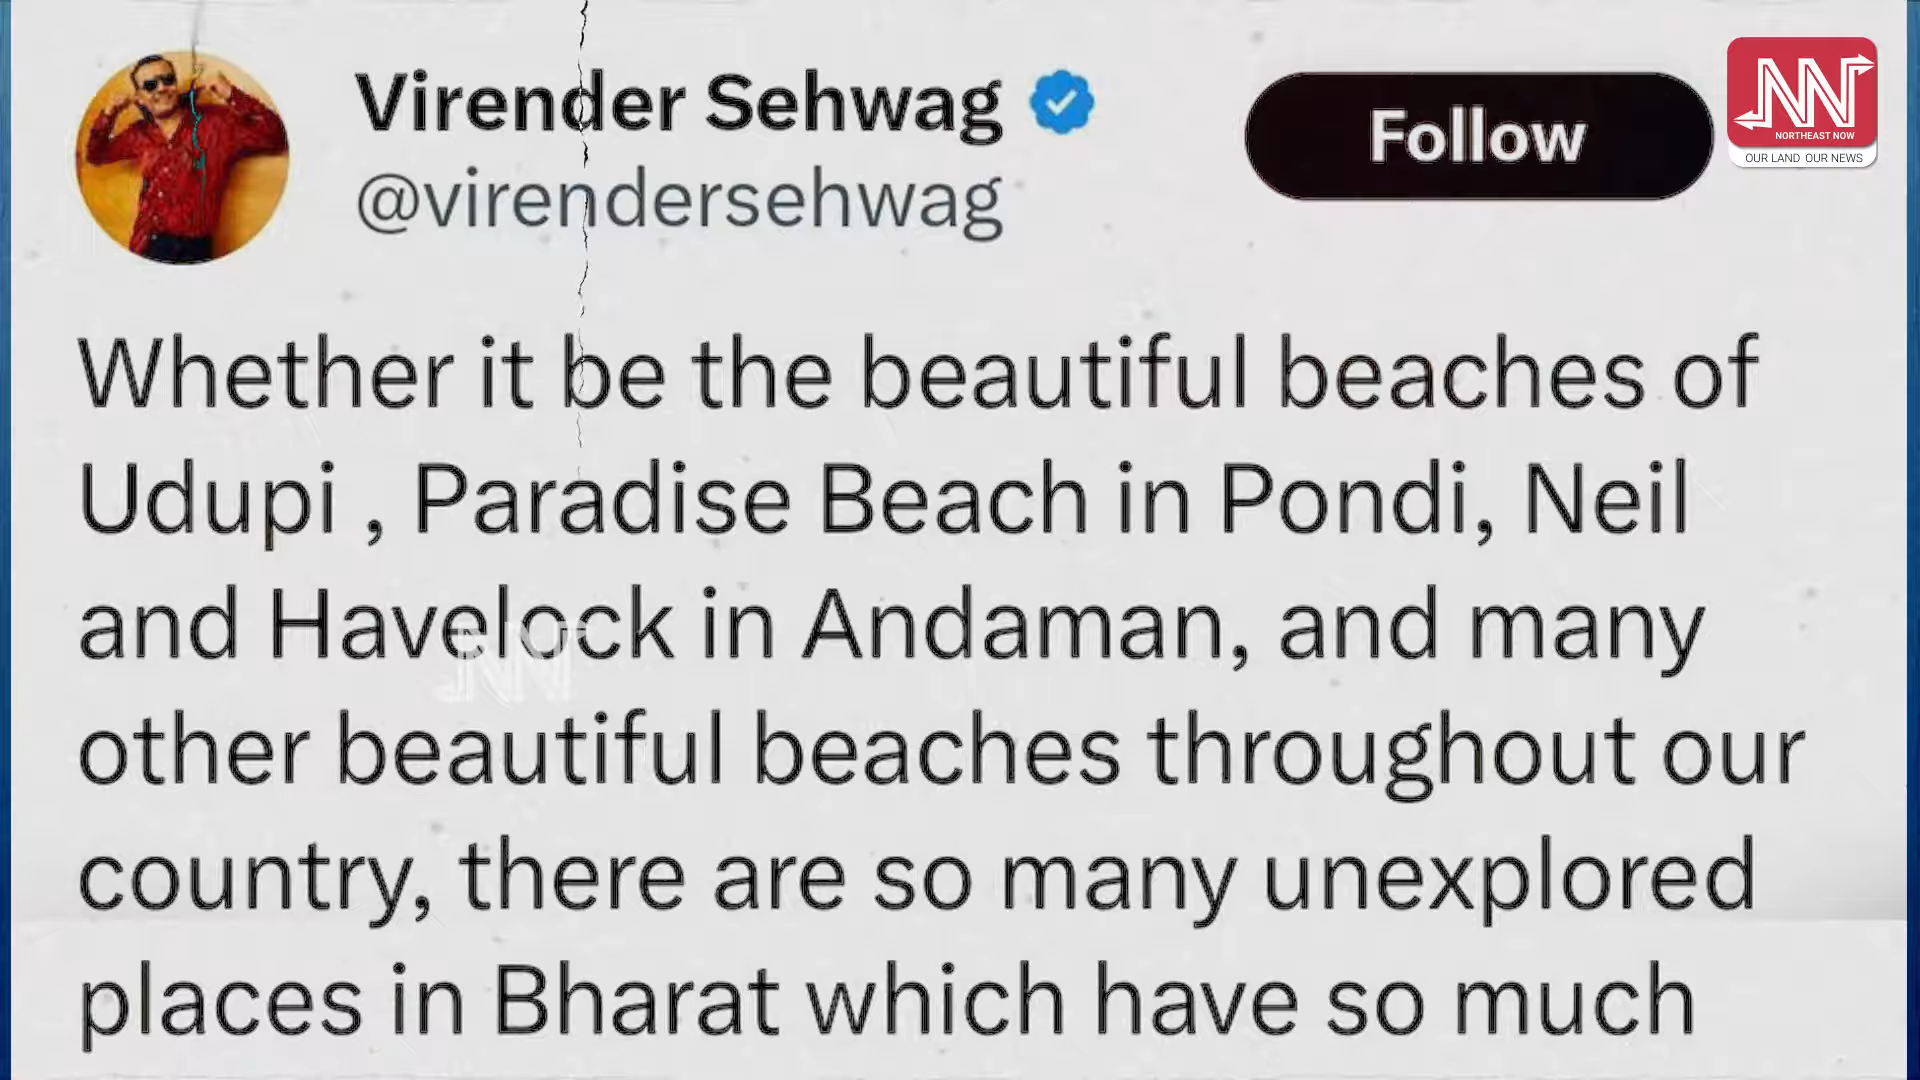 Virender Sehwag
@virendersehwag
Follow
NN
NORTHEAST NOW
OUR LAND OUR NEWS
Whether it be the beautiful beaches of
Udupi , Paradise Beach in Pondi, Neil
and Havelock in Andaman, and many
other beautiful beaches throughout our
country, there are so many unexplored
places in Bharat which have so much
NN